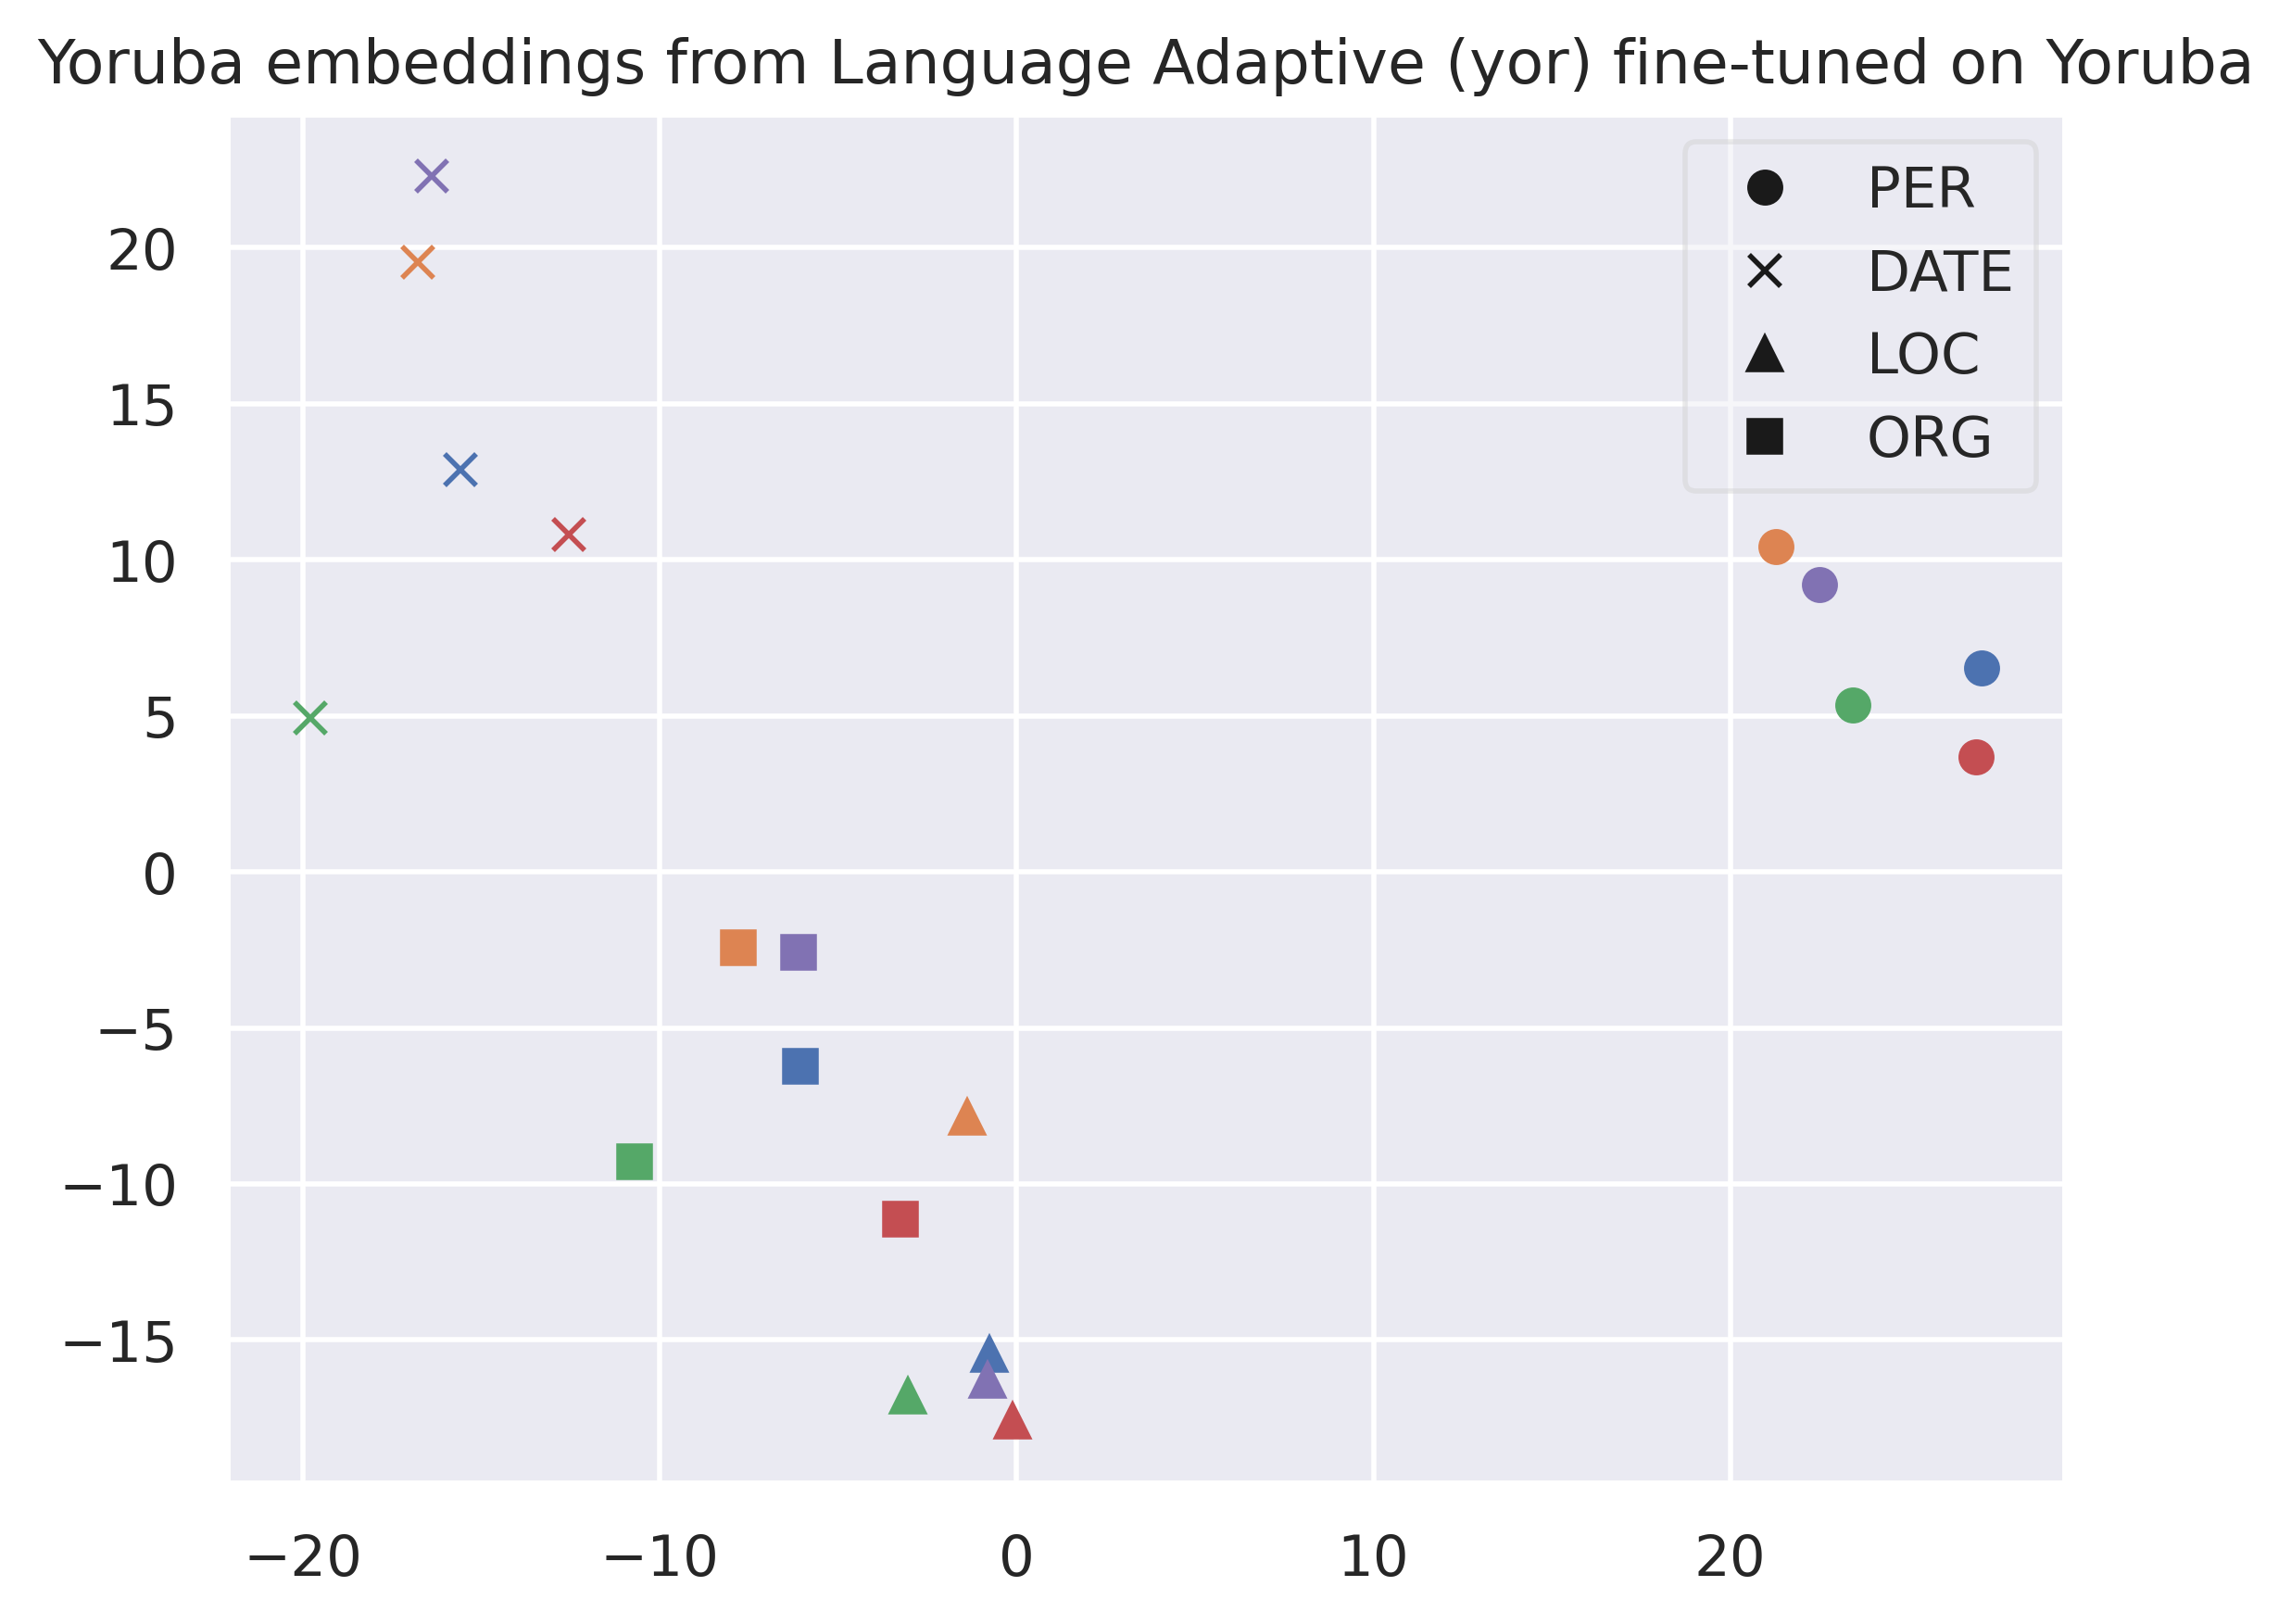 Yoruba embeddings from Language Adaptive (yor) fine-tuned on Yoruba
PER
DATE
LOC
ORG
20
15
10
5
0
−5
−10
−15
−20 −10 0 10 20